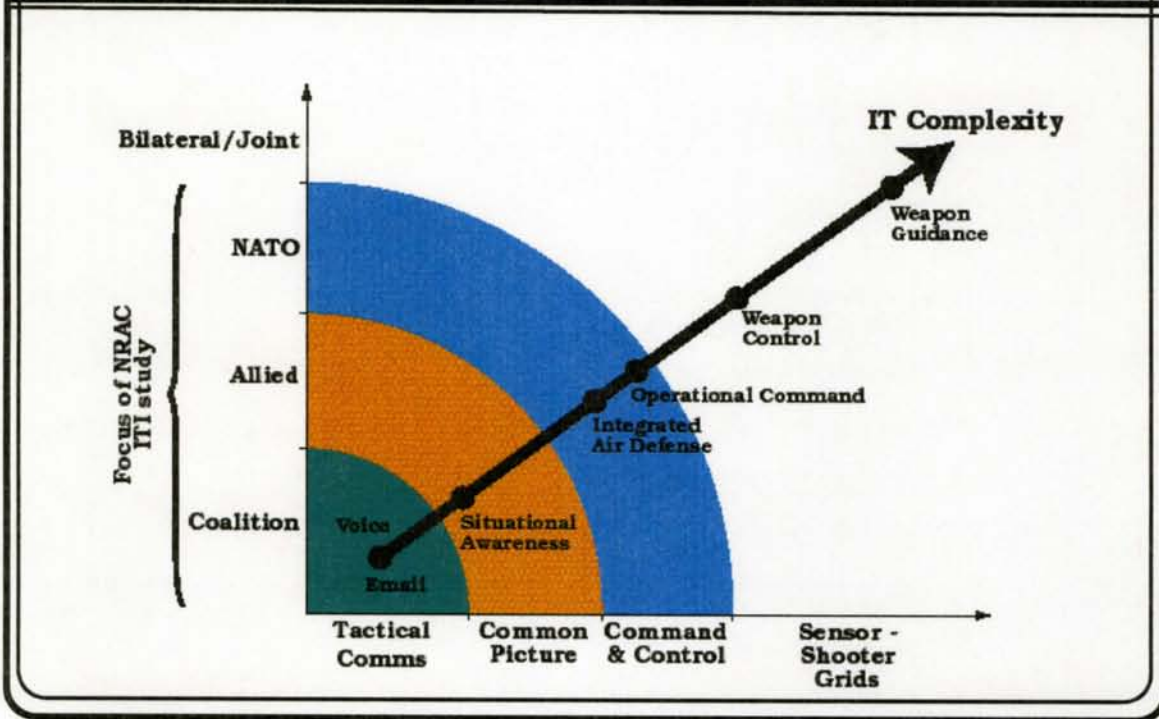 IT Complexity
Bilateral/Joint
Weapon
Guidance
NATO
Weapon
Control
Focus of NRAC
ITI study
Allied
Operational Command
Integrated
Air Defense
Coalition
Voice
Situational
Awareness
Email
Tactical
Comms
Common
Picture
Command
& Control
Sensor -
Shooter
Grids